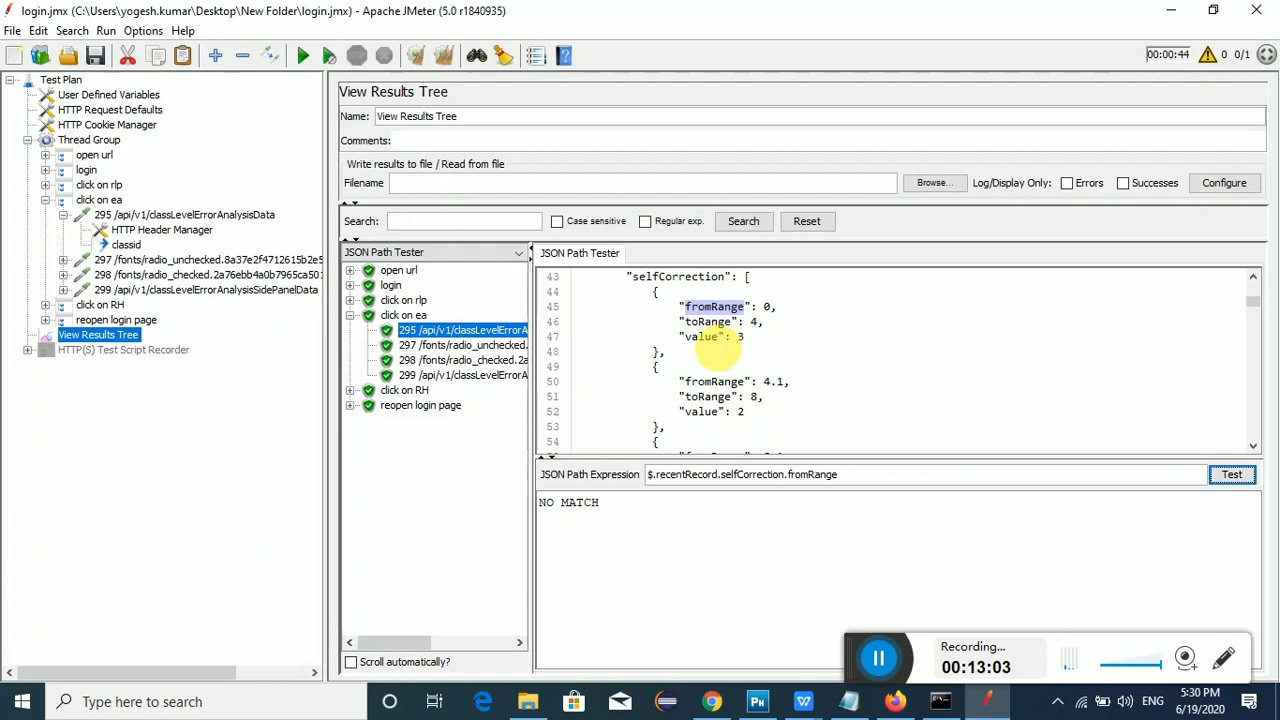 login.jmx (C:\Users\yogesh.kumar\Desktop\New Folder\login.jmx) - Apache JMeter (5.0 r1840935)
File Edit Search Run Options Help
00:00:44 0 0/1
Test Plan
User Defined Variables
HTTP Request Defaults
HTTP Cookie Manager
Thread Group
open url
login
click on rlp
click on ea
295 /api/v1/classLevelErrorAnalysisData
HTTP Header Manager
classid
297 /fonts/radio_unchecked.8a37e2ef4712471
298 /fonts/radio_checked.2a76ebb4a0b7965ca501
299 /api/v1/classLevelErrorAnalysisSidePanelData
click on RH
reopen login page
View Results Tree
HTTP(S) Test Script Recorder
View Results Tree
Name: View Results Tree
Comments:
Write results to file / Read from file
Filename Browse... Log/Display Only: Errors Successes Configure
Search: Case sensitive Regular exp. Search Reset
JSON Path Tester
open url
login
click on rlp
click on ea
295 /api/v1/classLevelErrorA
297 /fonts/radio_unchecked.
298 /fonts/radio_checked.2a
299 /api/v1/classLevelErrorA
click on RH
reopen login page
Scroll automatically?
JSON Path Tester
43 "selfCorrection": [
44 {
45 "fromRange": 0,
46 "toRange": 4,
47 "value": 3
48 },
49 {
50 "fromRange": 4.1,
51 "toRange": 8,
52 "value": 2
53 },
54 {
JSON Path Expression $.recentRecord.selfCorrection.fromRange Test
NO MATCH
Recording...
00:13:03
Type here to search
ENG
5:30 PM
6/19/2020